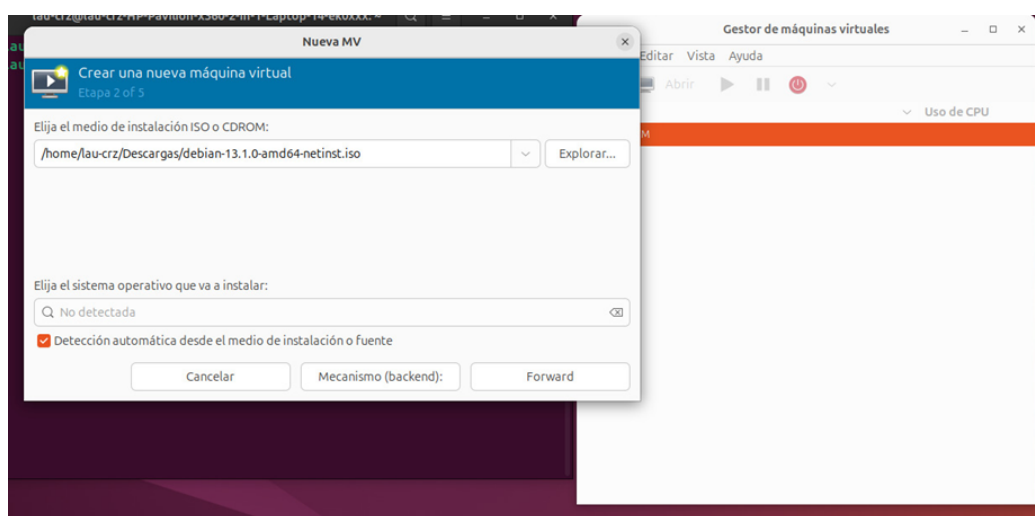 Nueva MV
Crear una nueva máquina virtual
Etapa 2 of 5
Elija el medio de instalación ISO o CDROM:
/home/lau-crz/Descargas/debian-13.1.0-amd64-netinst.iso
Explorar...
Elija el sistema operativo que va a instalar:
No detectada
Detección automática desde el medio de instalación o fuente
Cancelar
Mecanismo (backend):
Forward
Gestor de máquinas virtuales
Editar Vista Ayuda
Abrir
Uso de CPU